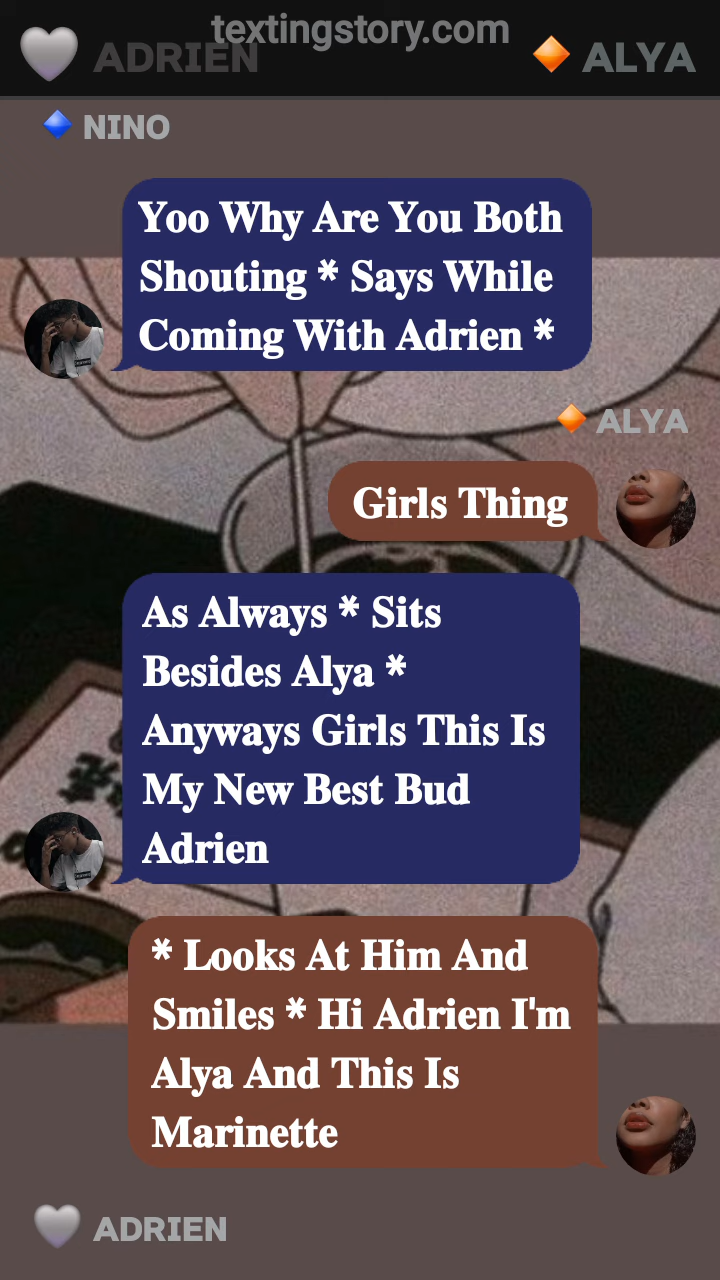 textingstory.com
ADRIEN
ALYA
NINO
Yoo Why Are You Both
Shouting * Says While
Coming With Adrien *
ALYA
Girls Thing
As Always * Sits
Besides Alya *
Anyways Girls This Is
My New Best Bud
Adrien
* Looks At Him And
Smiles * Hi Adrien I'm
Alya And This Is
Marinette
ADRIEN